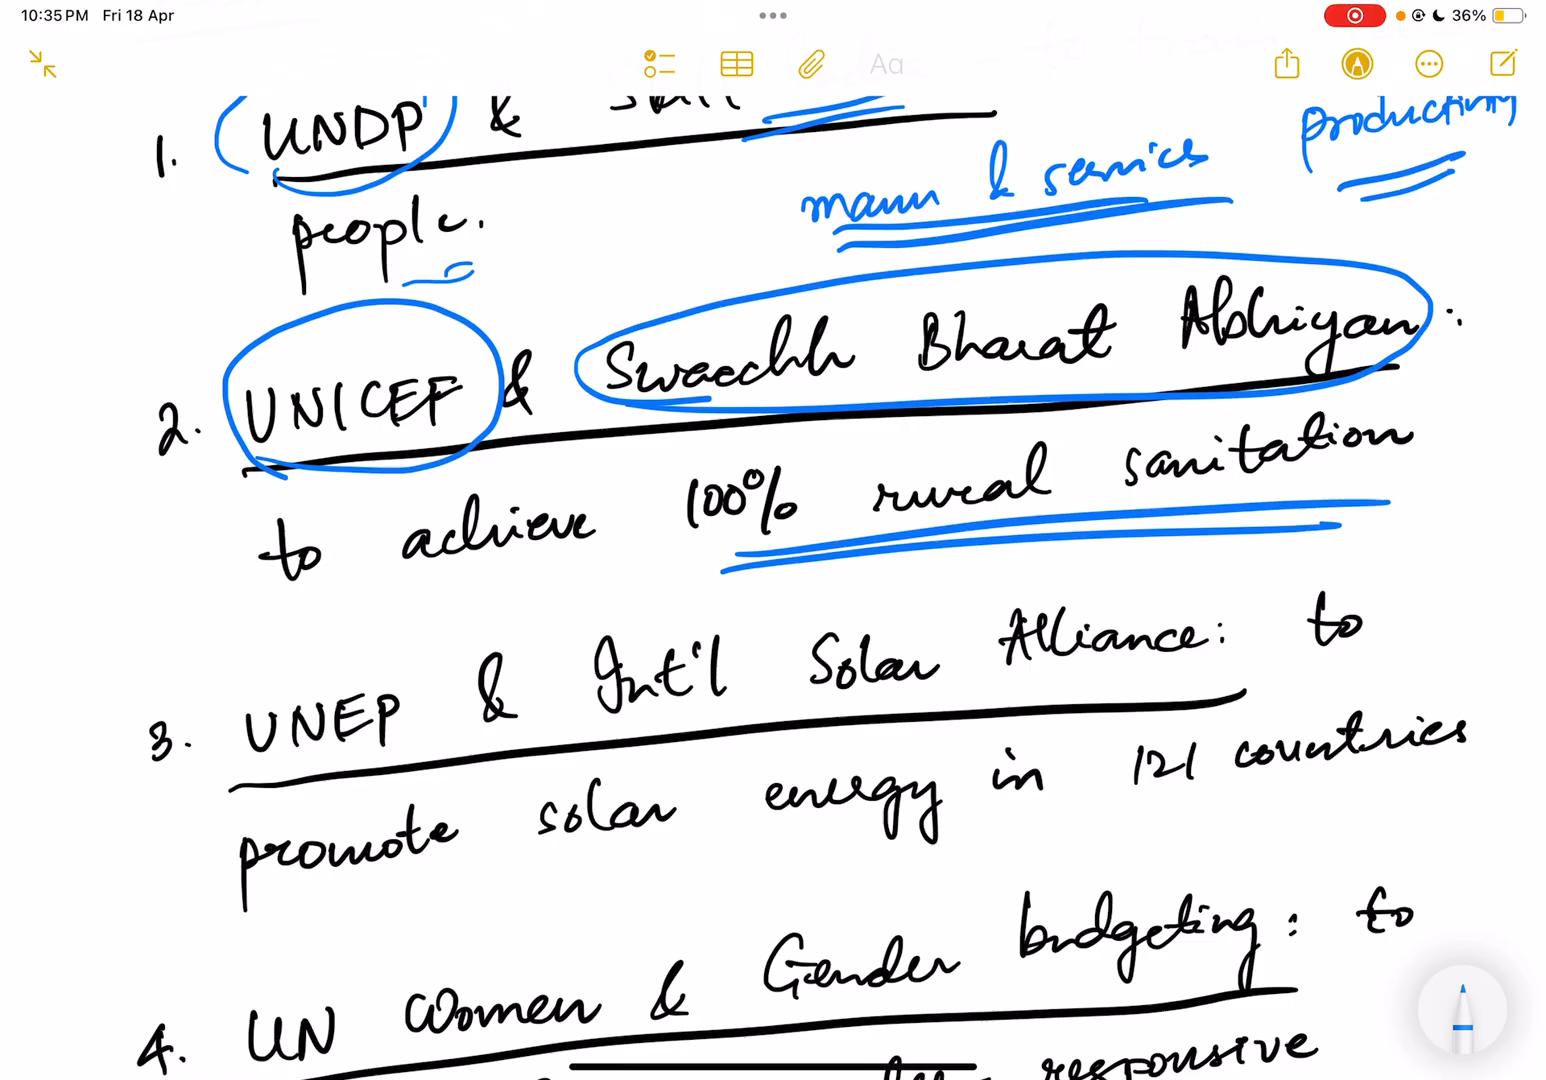 10:35 PM Fri 18 Apr
36%
Aa
productivity
1. UNDP &
people.
mann & services
2. UNICEF & Swaechh Bharat Abhiyan:
to achieve 100% rural sanitation
3. UNEP & Int'l Solar Alliance: to
promote solar energy in 121 countries
4. UN Women & Gender budgeting: to
responsive